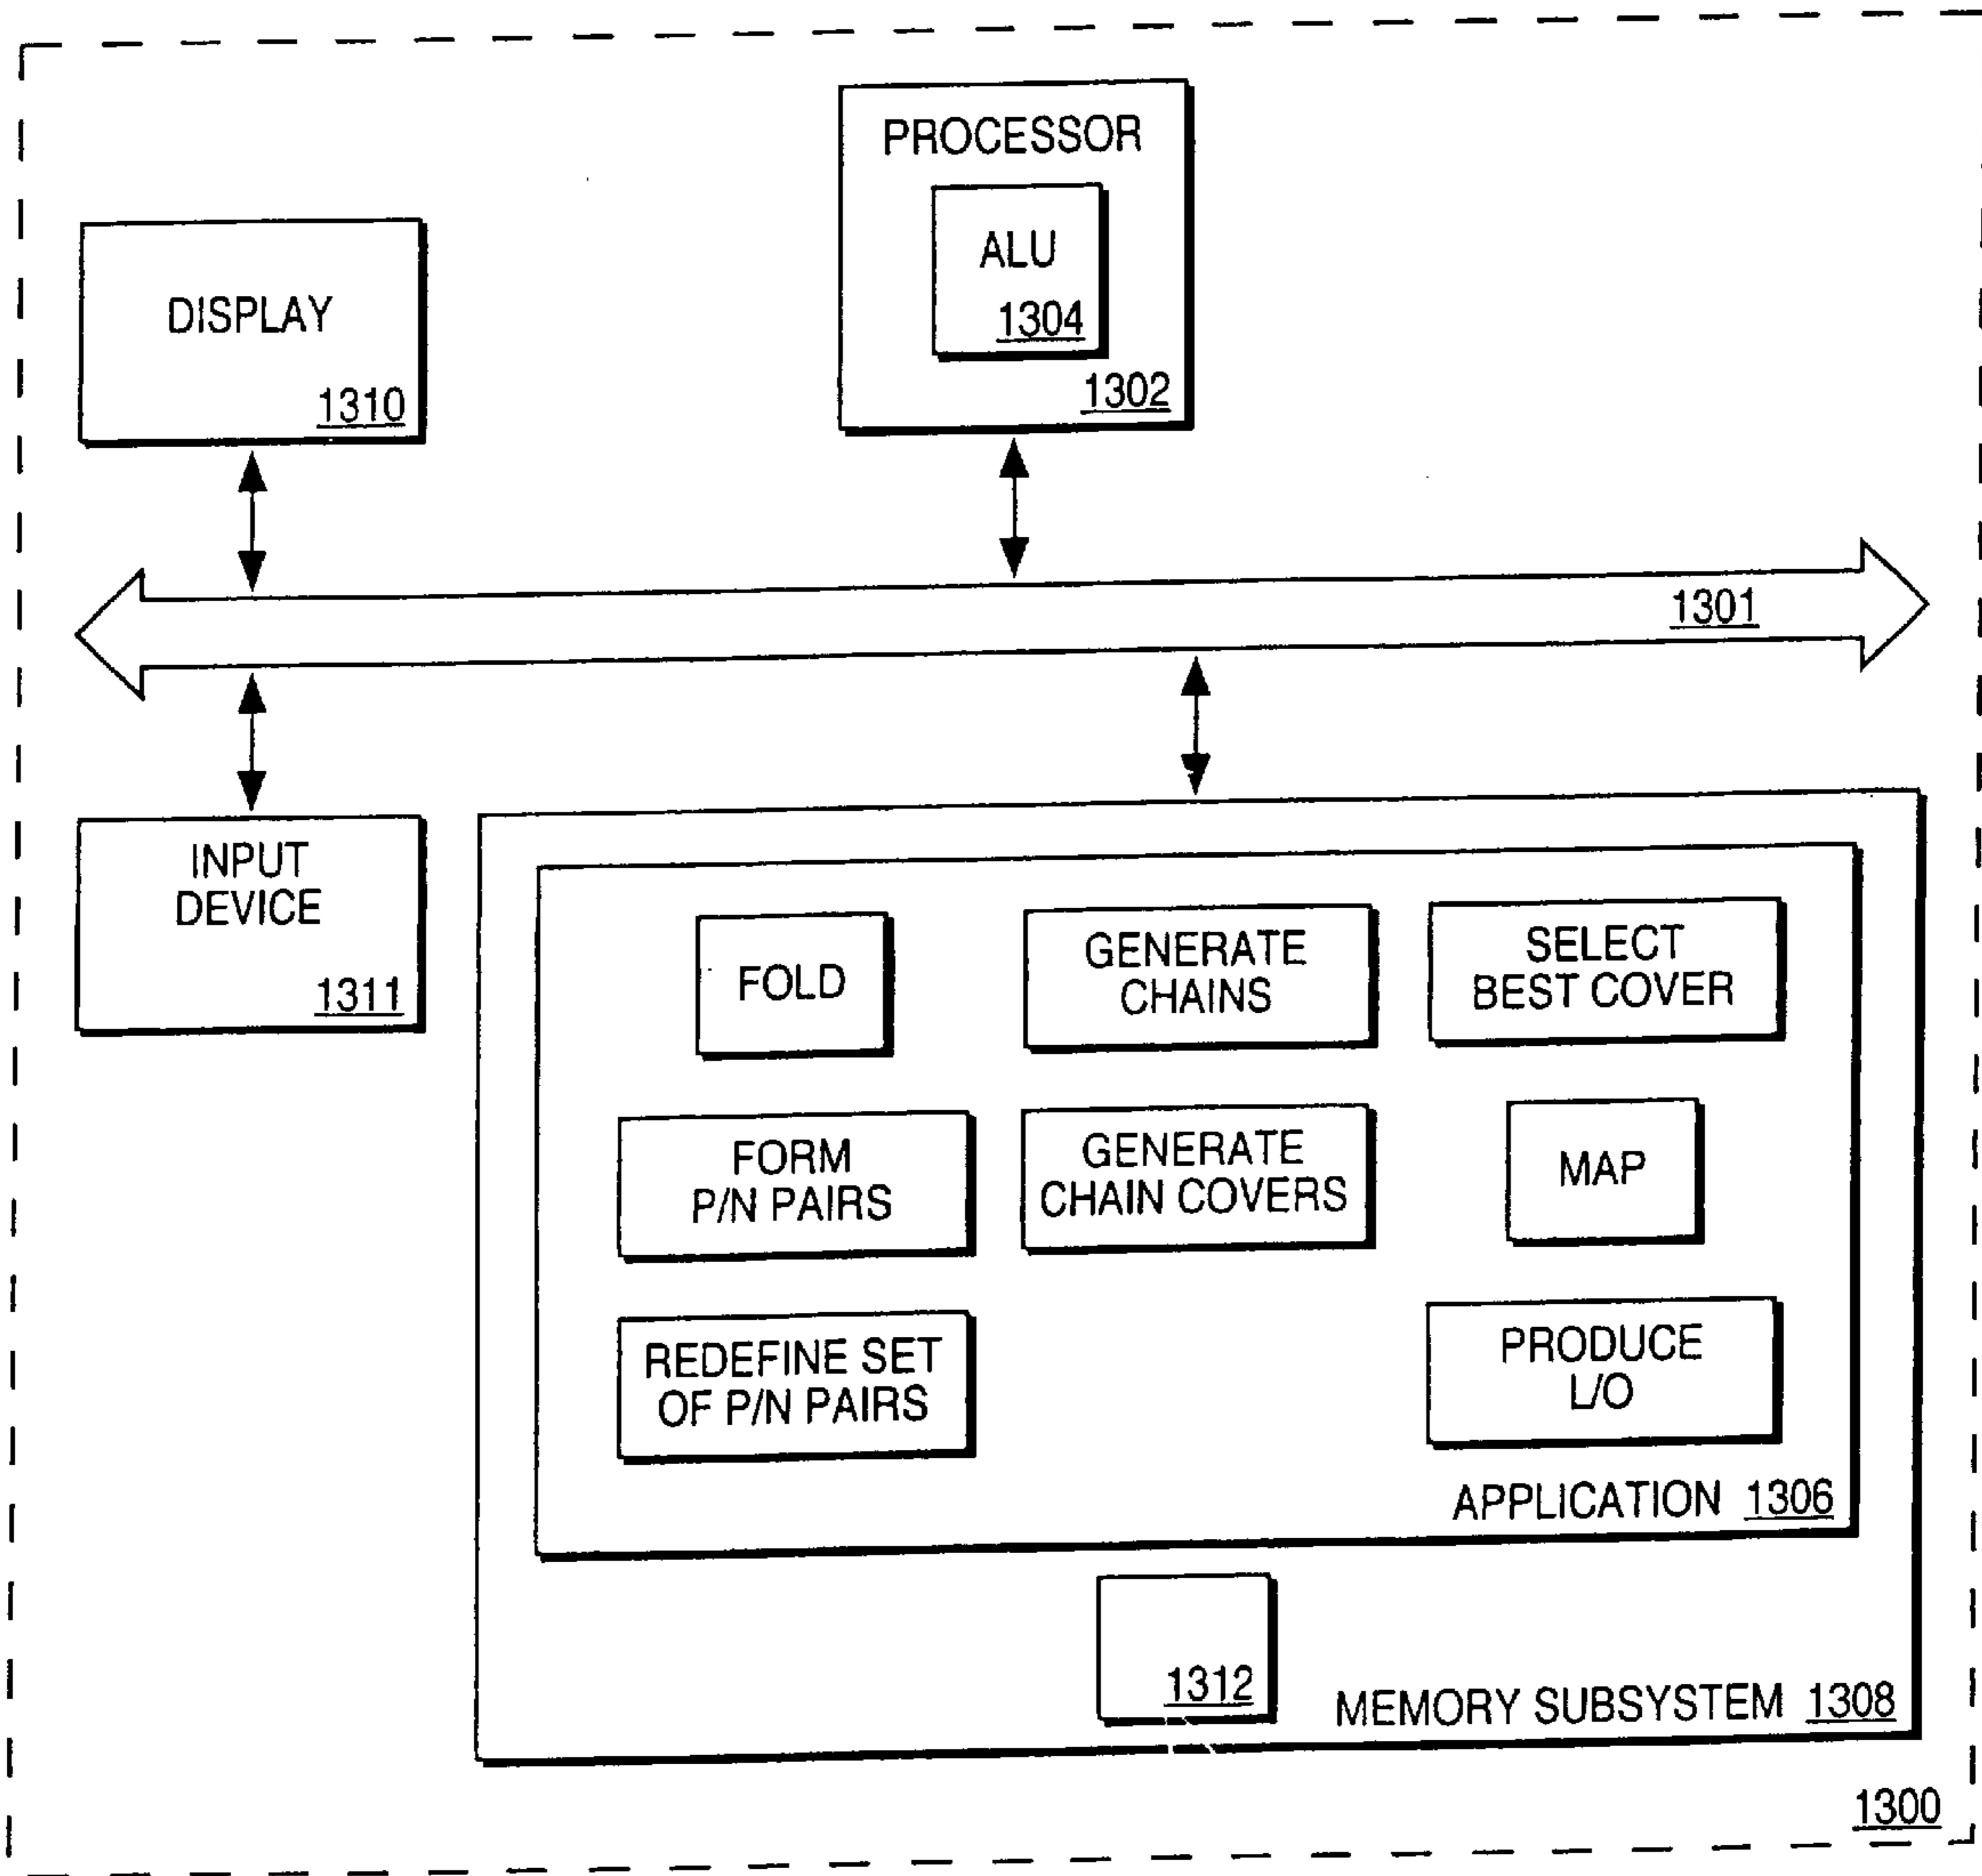 PROCESSOR
ALU
1304
1302
DISPLAY
1310
1301
INPUT
DEVICE
1311
FOLD
GENERATE
CHAINS
SELECT
BEST COVER
FORM
P/N PAIRS
GENERATE
CHAIN COVERS
MAP
REDEFINE SET
OF P/N PAIRS
PRODUCE
L/O
APPLICATION 1306
1312
MEMORY SUBSYSTEM 1308
1300